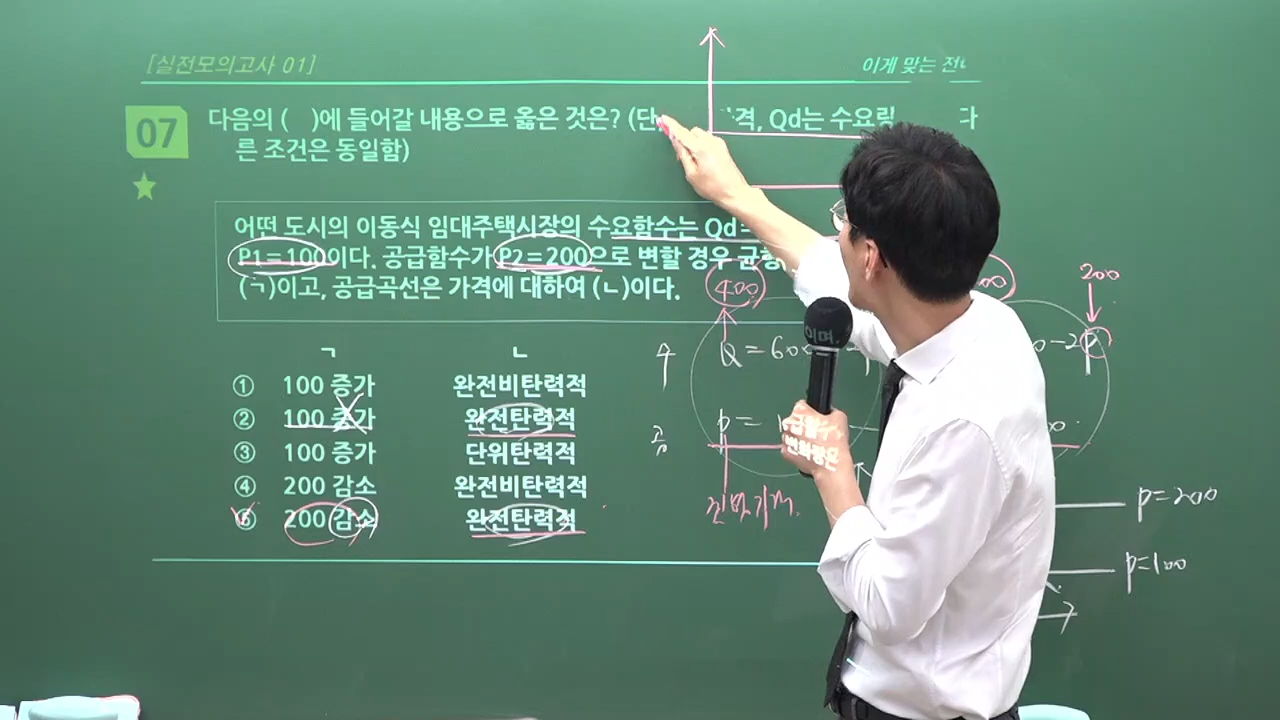 [실전모의고사 01]
이게 맞는
07
다음의 ( )에 들어갈 내용으로 옳은 것은? (단, 격, Qd는 수요량 다
른 조건은 동일함)
어떤 도시의 이동식 임대주택시장의 수요함수는 Qd=
P1=100이다. 공급함수가 P2=200으로 변할 경우 균형
(ㄱ)이고, 공급곡선은 가격에 대하여 (ㄴ)이다.
ㄱ ㄴ
① 100 증가 완전비탄력적
② 100 증가 완전탄력적
③ 100 증가 단위탄력적
④ 200 감소 완전비탄력적
⑤ 200 감소 완전탄력적
400
200
수 Q=600 0-2P
공 P=
이며,
P=200
P=100